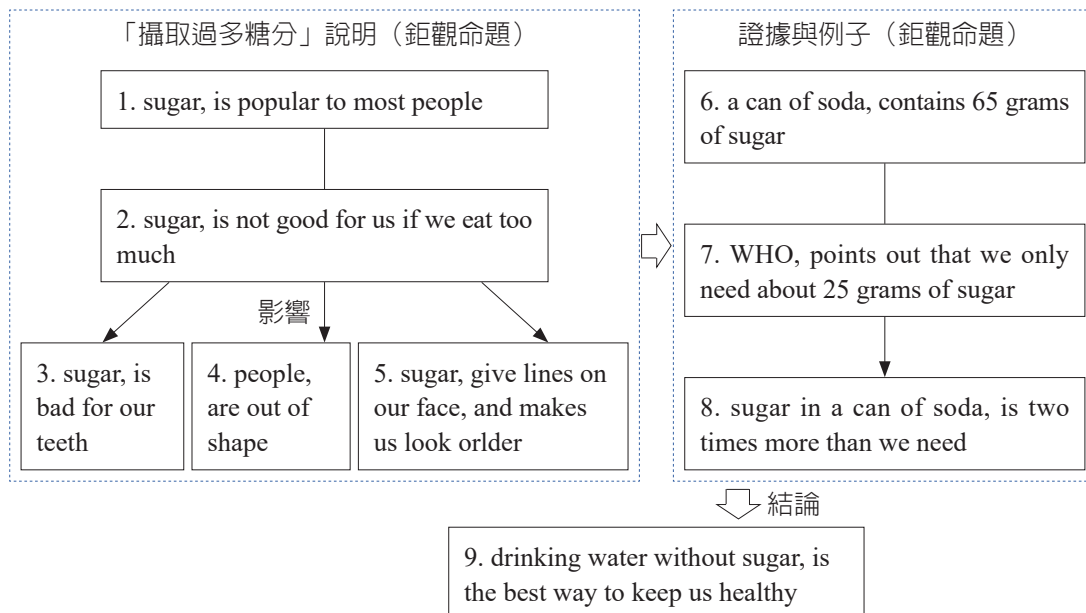 「攝取過多糖分」說明（鉅觀命題）
1. sugar, is popular to most people
2. sugar, is not good for us if we eat too
much
影響
3. sugar, is
bad for our
teeth
4. people,
are out of
shape
5. sugar, give lines on
our face, and makes
us look orlder
證據與例子（鉅觀命題）
6. a can of soda, contains 65 grams
of sugar
7. WHO, points out that we only
need about 25 grams of sugar
8. sugar in a can of soda, is two
times more than we need
結論
9. drinking water without sugar, is
the best way to keep us healthy